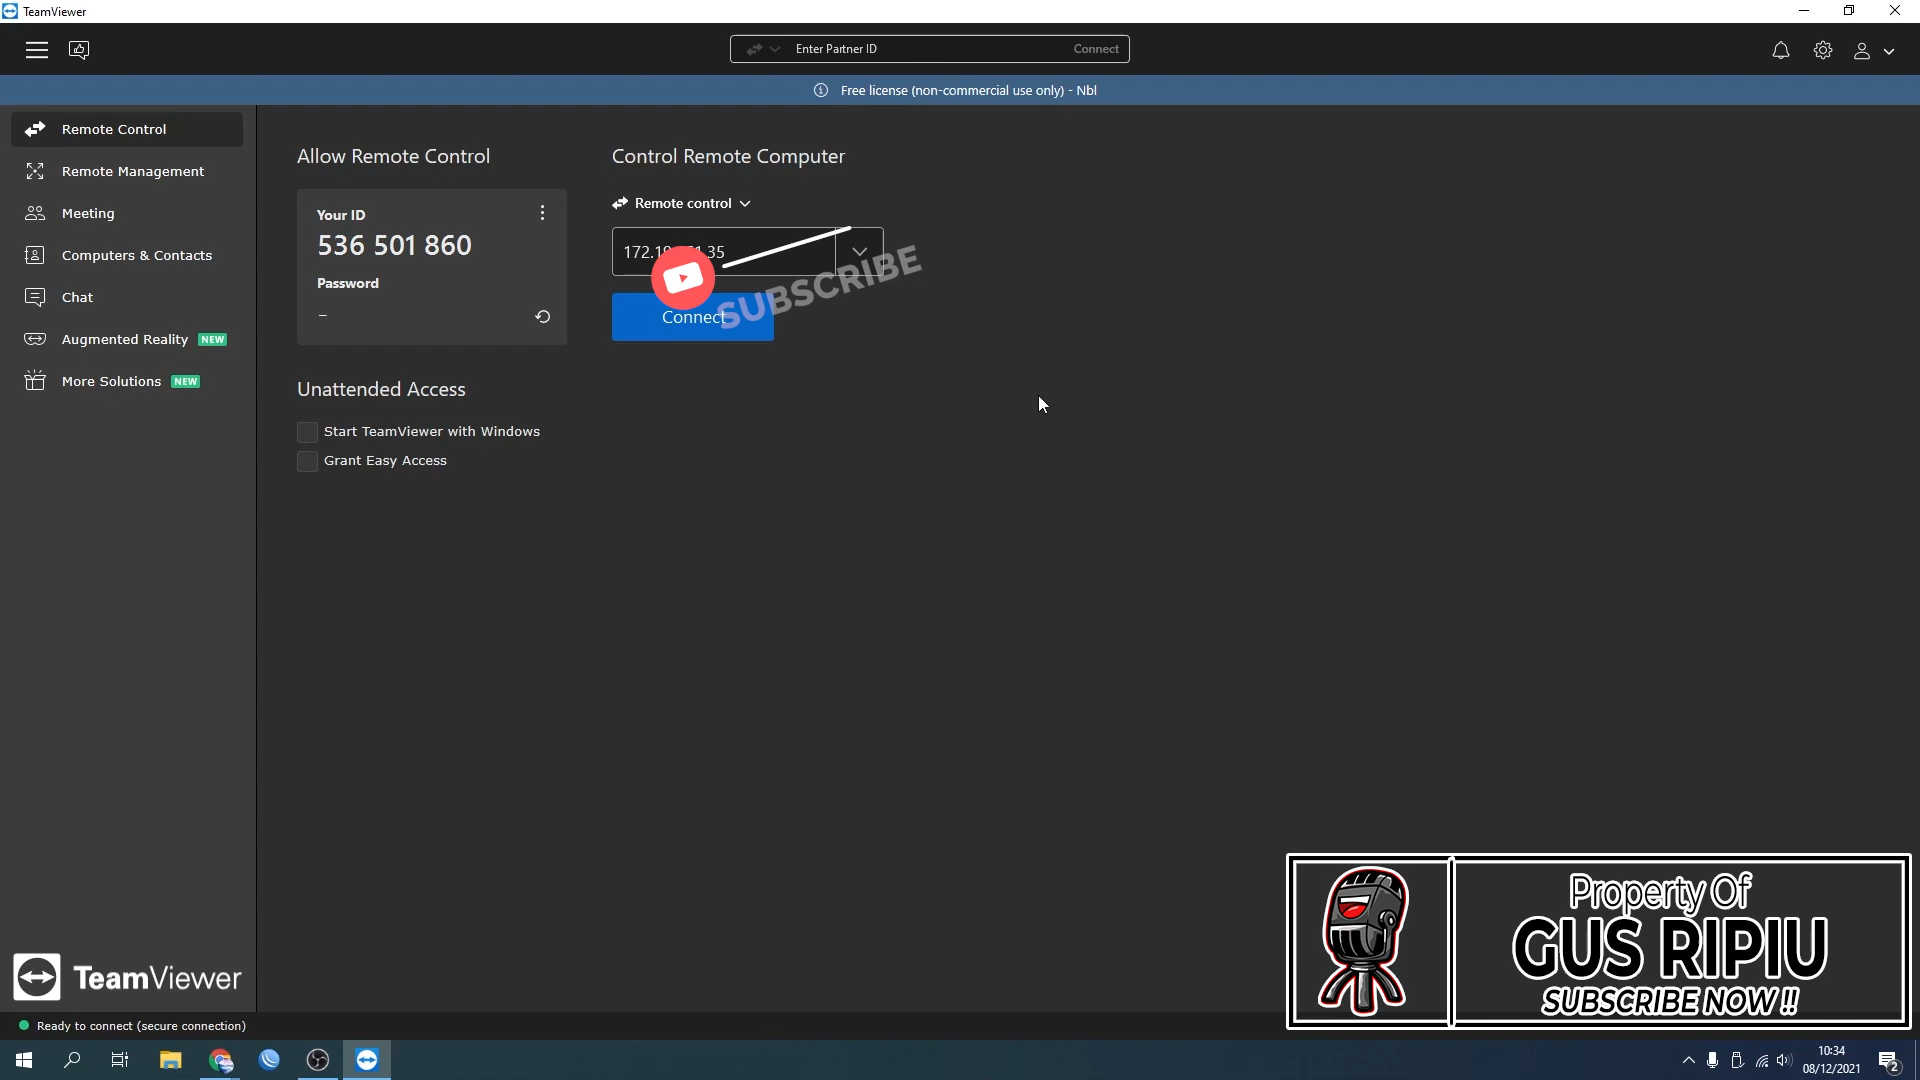 TeamViewer
Enter Partner ID
Connect
Free license (non-commercial use only) - Nbl
Remote Control
Remote Management
Meeting
Computers & Contacts
Chat
Augmented Reality NEW
More Solutions NEW
Allow Remote Control
Your ID
536 501 860
Password
–
Unattended Access
Start TeamViewer with Windows
Grant Easy Access
Control Remote Computer
Remote control
SUBSCRIBE
Connect
Property Of
GUS RIPIU
SUBSCRIBE NOW !!
TeamViewer
Ready to connect (secure connection)
10:34
08/12/2021
2